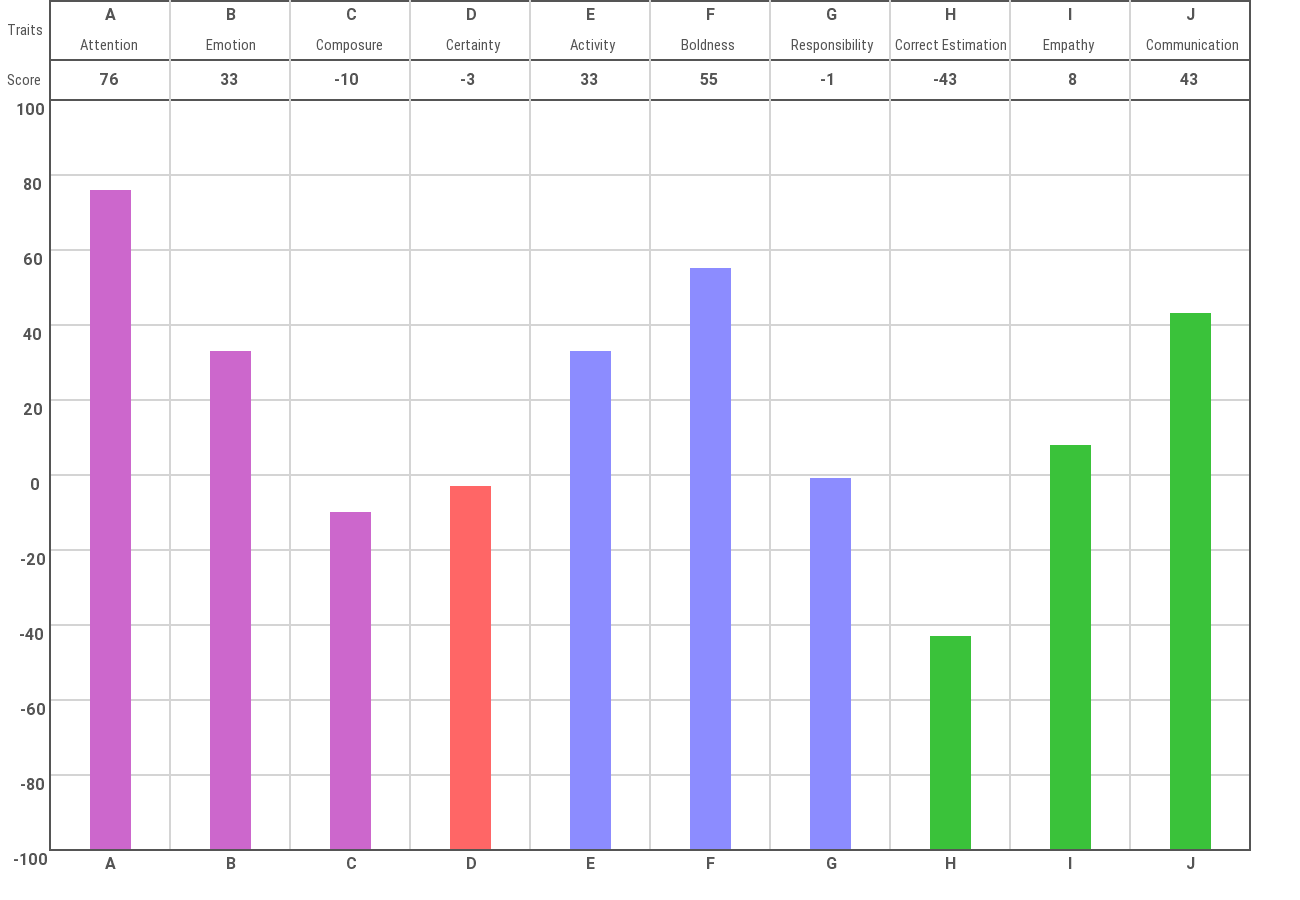 A B C D E F G H I J
Traits
Attention Emotion Composure Certainty Activity Boldness Responsibility Correct Estimation Empathy Communication
Score 76 33 -10 -3 33 55 -1 -43 8 43
100
80
60
40
20
0
-20
-40
-60
-80
-100
A B C D E F G H I J